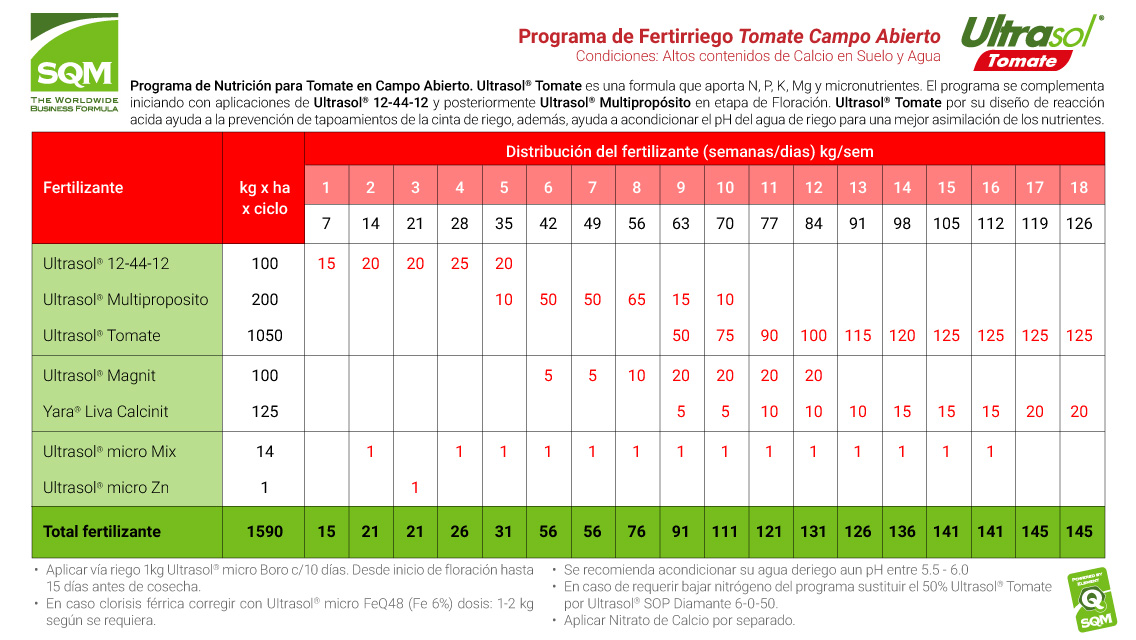 SQM
THE WORLDWIDE
BUSINESS FORMULA
Programa de Fertirriego Tomate Campo Abierto
Condiciones: Altos contenidos de Calcio en Suelo y Agua
Ultrasol®
Tomate
Programa de Nutrición para Tomate en Campo Abierto. Ultrasol® Tomate es una formula que aporta N, P, K, Mg y micronutrientes. El programa se complementa
iniciando con aplicaciones de Ultrasol® 12-44-12 y posteriormente Ultrasol® Multipropósito en etapa de Floración. Ultrasol® Tomate por su diseño de reacción
acida ayuda a la prevención de tapoamientos de la cinta de riego, además, ayuda a acondicionar el pH del agua de riego para una mejor asimilación de los nutrientes.
Distribución del fertilizante (semanas/dias) kg/sem
Fertilizante kg x ha
x ciclo
1 2 3 4 5 6 7 8 9 10 11 12 13 14 15 16 17 18
7 14 21 28 35 42 49 56 63 70 77 84 91 98 105 112 119 126
Ultrasol® 12-44-12 100 15 20 20 25 20
Ultrasol® Multiproposito 200 10 50 50 65 15 10
Ultrasol® Tomate 1050 50 75 90 100 115 120 125 125 125 125
Ultrasol® Magnit 100 5 5 10 20 20 20 20
Yara® Liva Calcinit 125 5 5 10 10 10 15 15 15 20 20
Ultrasol® micro Mix 14 1 1 1 1 1 1 1 1 1 1 1 1 1 1
Ultrasol® micro Zn 1 1
Total fertilizante 1590 15 21 21 26 31 56 56 76 91 111 121 131 126 136 141 141 145 145
• Aplicar vía riego 1kg Ultrasol® micro Boro c/10 días. Desde inicio de floración hasta
15 días antes de cosecha.
• En caso clorisis férrica corregir con Ultrasol® micro FeQ48 (Fe 6%) dosis: 1-2 kg
según se requiera.
• Se recomienda acondicionar su agua deriego aun pH entre 5.5 - 6.0
• En caso de requerir bajar nitrógeno del programa sustituir el 50% Ultrasol® Tomate
por Ultrasol® SOP Diamante 6-0-50.
• Aplicar Nitrato de Calcio por separado.
POWERED BY
ELEMENT
Q
SQM